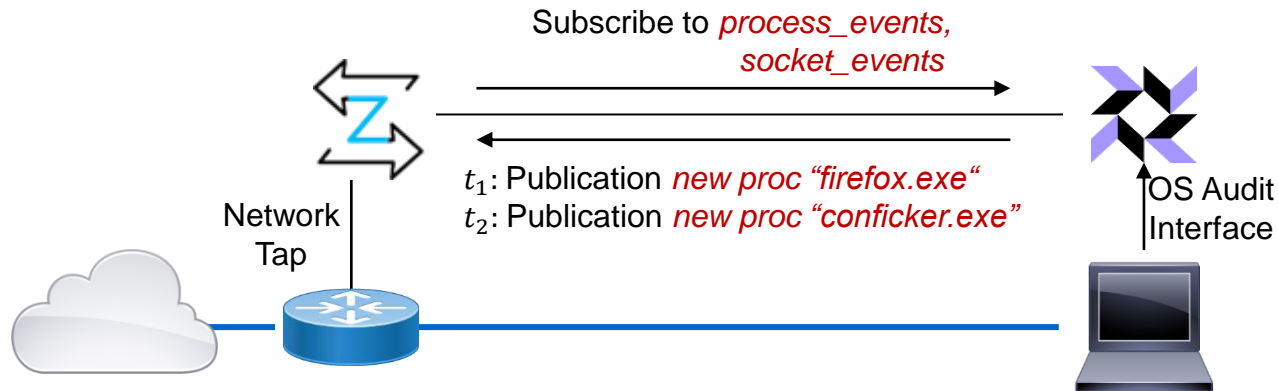 Subscribe to process_events,
socket_events
Z
t₁: Publication new proc “firefox.exe“
t₂: Publication new proc “conficker.exe”
Network
Tap
OS Audit
Interface